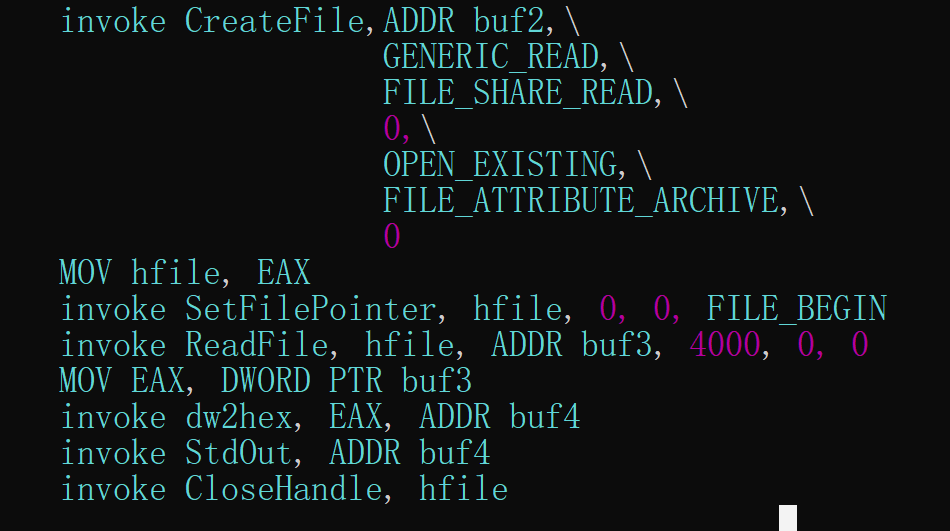 invoke CreateFile,ADDR buf2,\
GENERIC_READ,\
FILE_SHARE_READ,\
0,\
OPEN_EXISTING,\
FILE_ATTRIBUTE_ARCHIVE,\
0
MOV hfile, EAX
invoke SetFilePointer, hfile, 0, 0, FILE_BEGIN
invoke ReadFile, hfile, ADDR buf3, 4000, 0, 0
MOV EAX, DWORD PTR buf3
invoke dw2hex, EAX, ADDR buf4
invoke StdOut, ADDR buf4
invoke CloseHandle, hfile